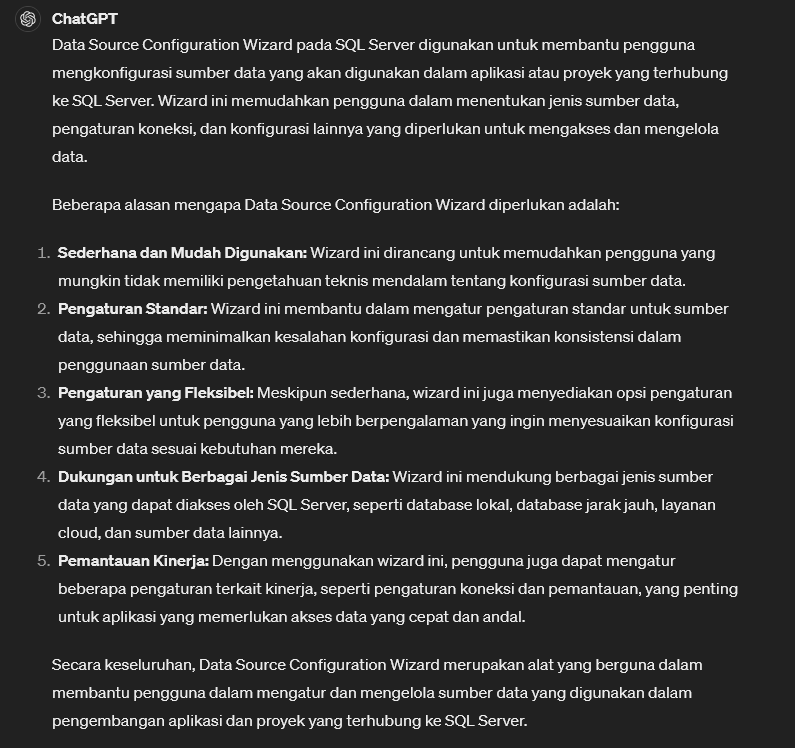 ChatGPT
Data Source Configuration Wizard pada SQL Server digunakan untuk membantu pengguna
mengkonfigurasi sumber data yang akan digunakan dalam aplikasi atau proyek yang terhubung
ke SQL Server. Wizard ini memudahkan pengguna dalam menentukan jenis sumber data,
pengaturan koneksi, dan konfigurasi lainnya yang diperlukan untuk mengakses dan mengelola
data.
Beberapa alasan mengapa Data Source Configuration Wizard diperlukan adalah:
1. Sederhana dan Mudah Digunakan: Wizard ini dirancang untuk memudahkan pengguna yang
mungkin tidak memiliki pengetahuan teknis mendalam tentang konfigurasi sumber data.
2. Pengaturan Standar: Wizard ini membantu dalam mengatur pengaturan standar untuk sumber
data, sehingga meminimalkan kesalahan konfigurasi dan memastikan konsistensi dalam
penggunaan sumber data.
3. Pengaturan yang Fleksibel: Meskipun sederhana, wizard ini juga menyediakan opsi pengaturan
yang fleksibel untuk pengguna yang lebih berpengalaman yang ingin menyesuaikan konfigurasi
sumber data sesuai kebutuhan mereka.
4. Dukungan untuk Berbagai Jenis Sumber Data: Wizard ini mendukung berbagai jenis sumber
data yang dapat diakses oleh SQL Server, seperti database lokal, database jarak jauh, layanan
cloud, dan sumber data lainnya.
5. Pemantauan Kinerja: Dengan menggunakan wizard ini, pengguna juga dapat mengatur
beberapa pengaturan terkait kinerja, seperti pengaturan koneksi dan pemantauan, yang penting
untuk aplikasi yang memerlukan akses data yang cepat dan andal.
Secara keseluruhan, Data Source Configuration Wizard merupakan alat yang berguna dalam
membantu pengguna dalam mengatur dan mengelola sumber data yang digunakan dalam
pengembangan aplikasi dan proyek yang terhubung ke SQL Server.